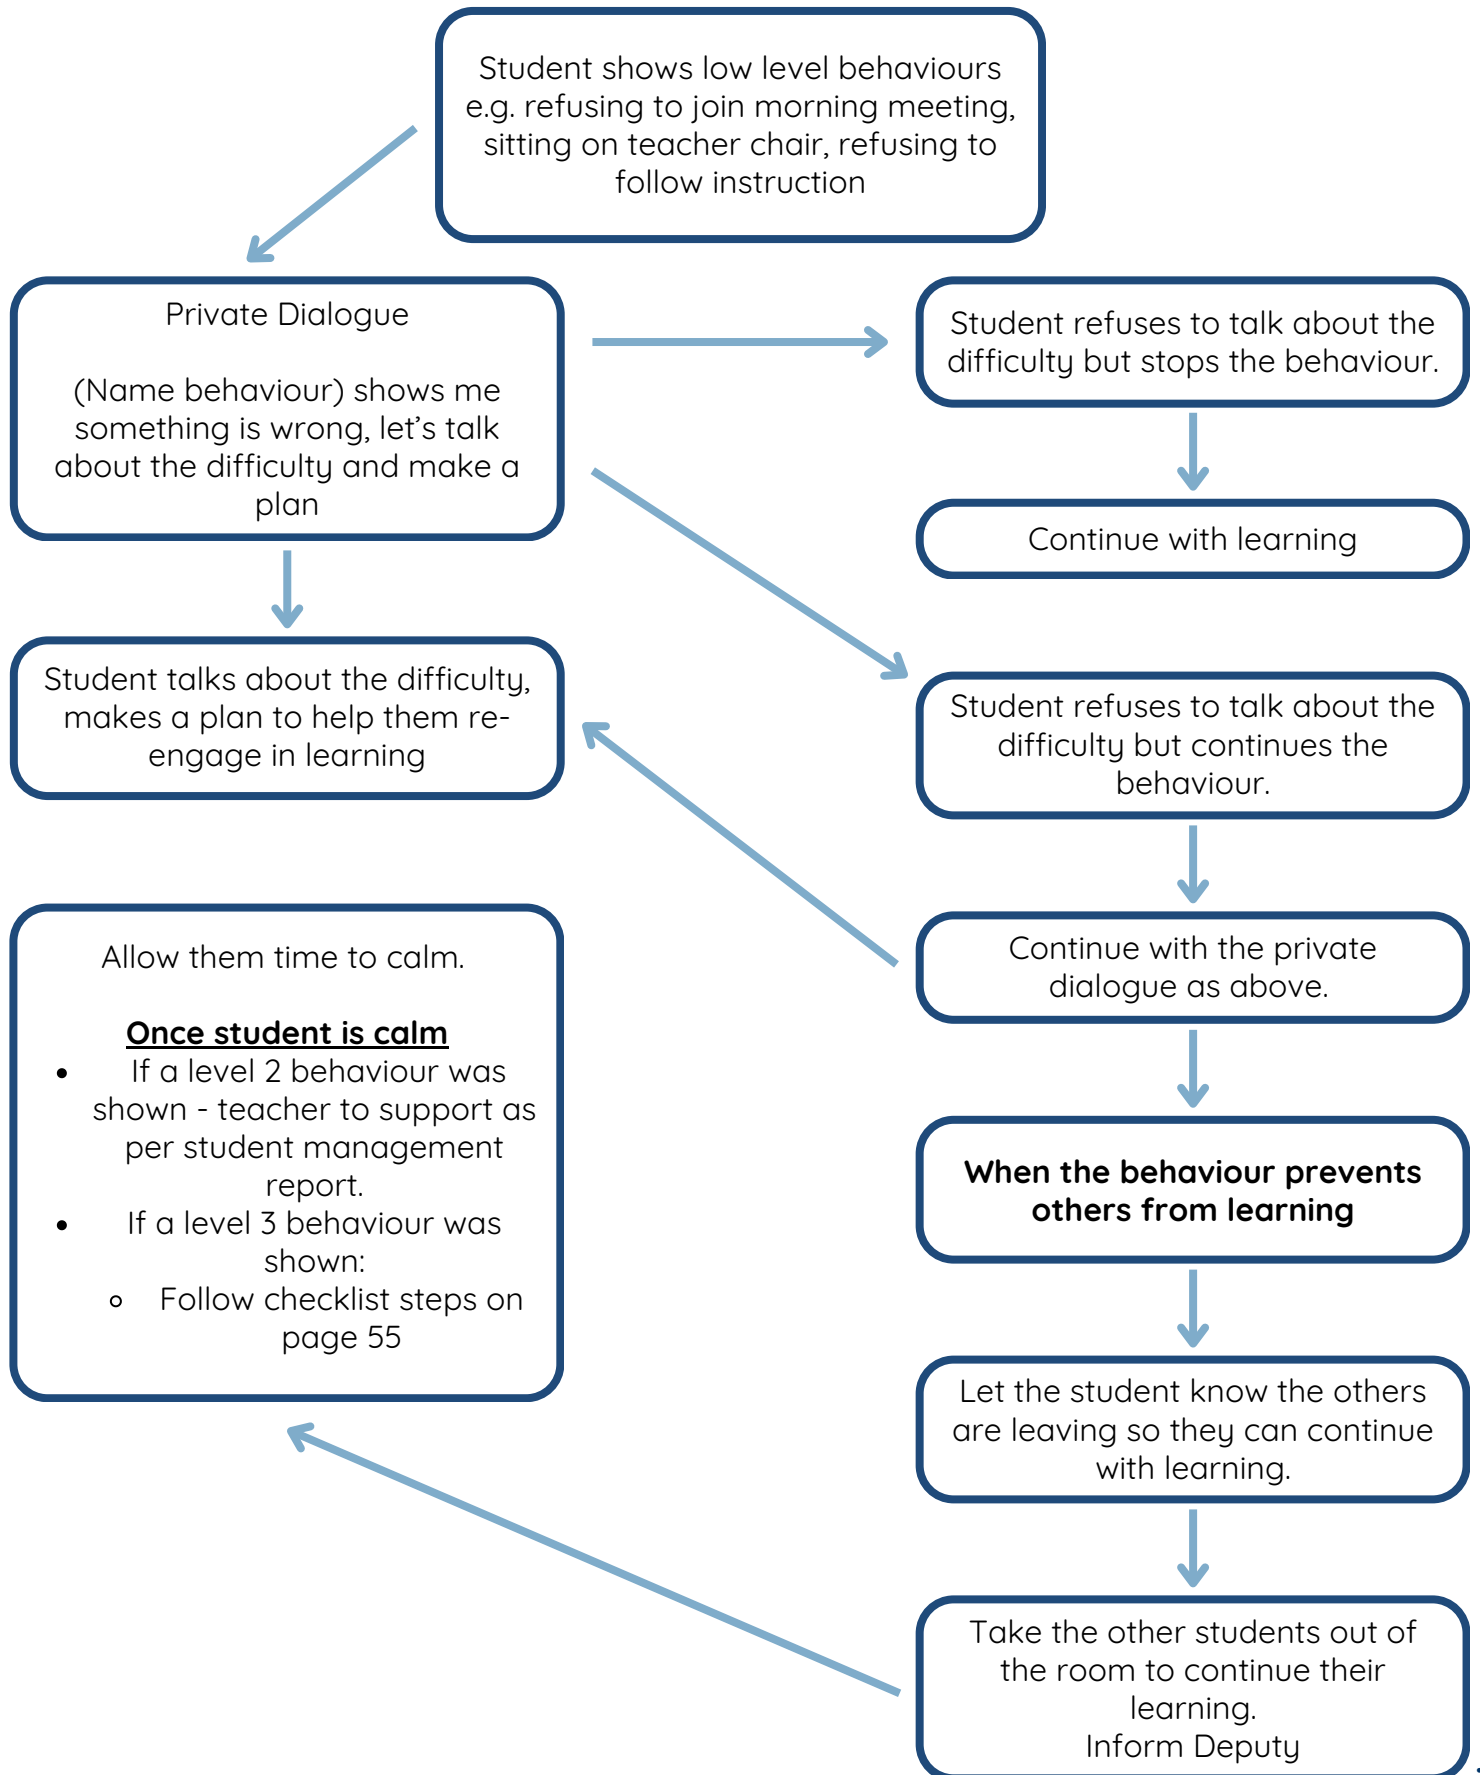 Student shows low level behaviours
e.g. refusing to join morning meeting,
sitting on teacher chair, refusing to
follow instruction
Private Dialogue
(Name behaviour) shows me
something is wrong, let’s talk
about the difficulty and make a
plan
Student refuses to talk about the
difficulty but stops the behaviour.
Continue with learning
Student talks about the difficulty,
makes a plan to help them re-
engage in learning
Student refuses to talk about the
difficulty but continues the
behaviour.
Continue with the private
dialogue as above.
When the behaviour prevents
others from learning
Let the student know the others
are leaving so they can continue
with learning.
Take the other students out of
the room to continue their
learning.
Inform Deputy
Allow them time to calm.
Once student is calm
• If a level 2 behaviour was
shown - teacher to support as
per student management
report.
• If a level 3 behaviour was
shown:
◦ Follow checklist steps on
page 55